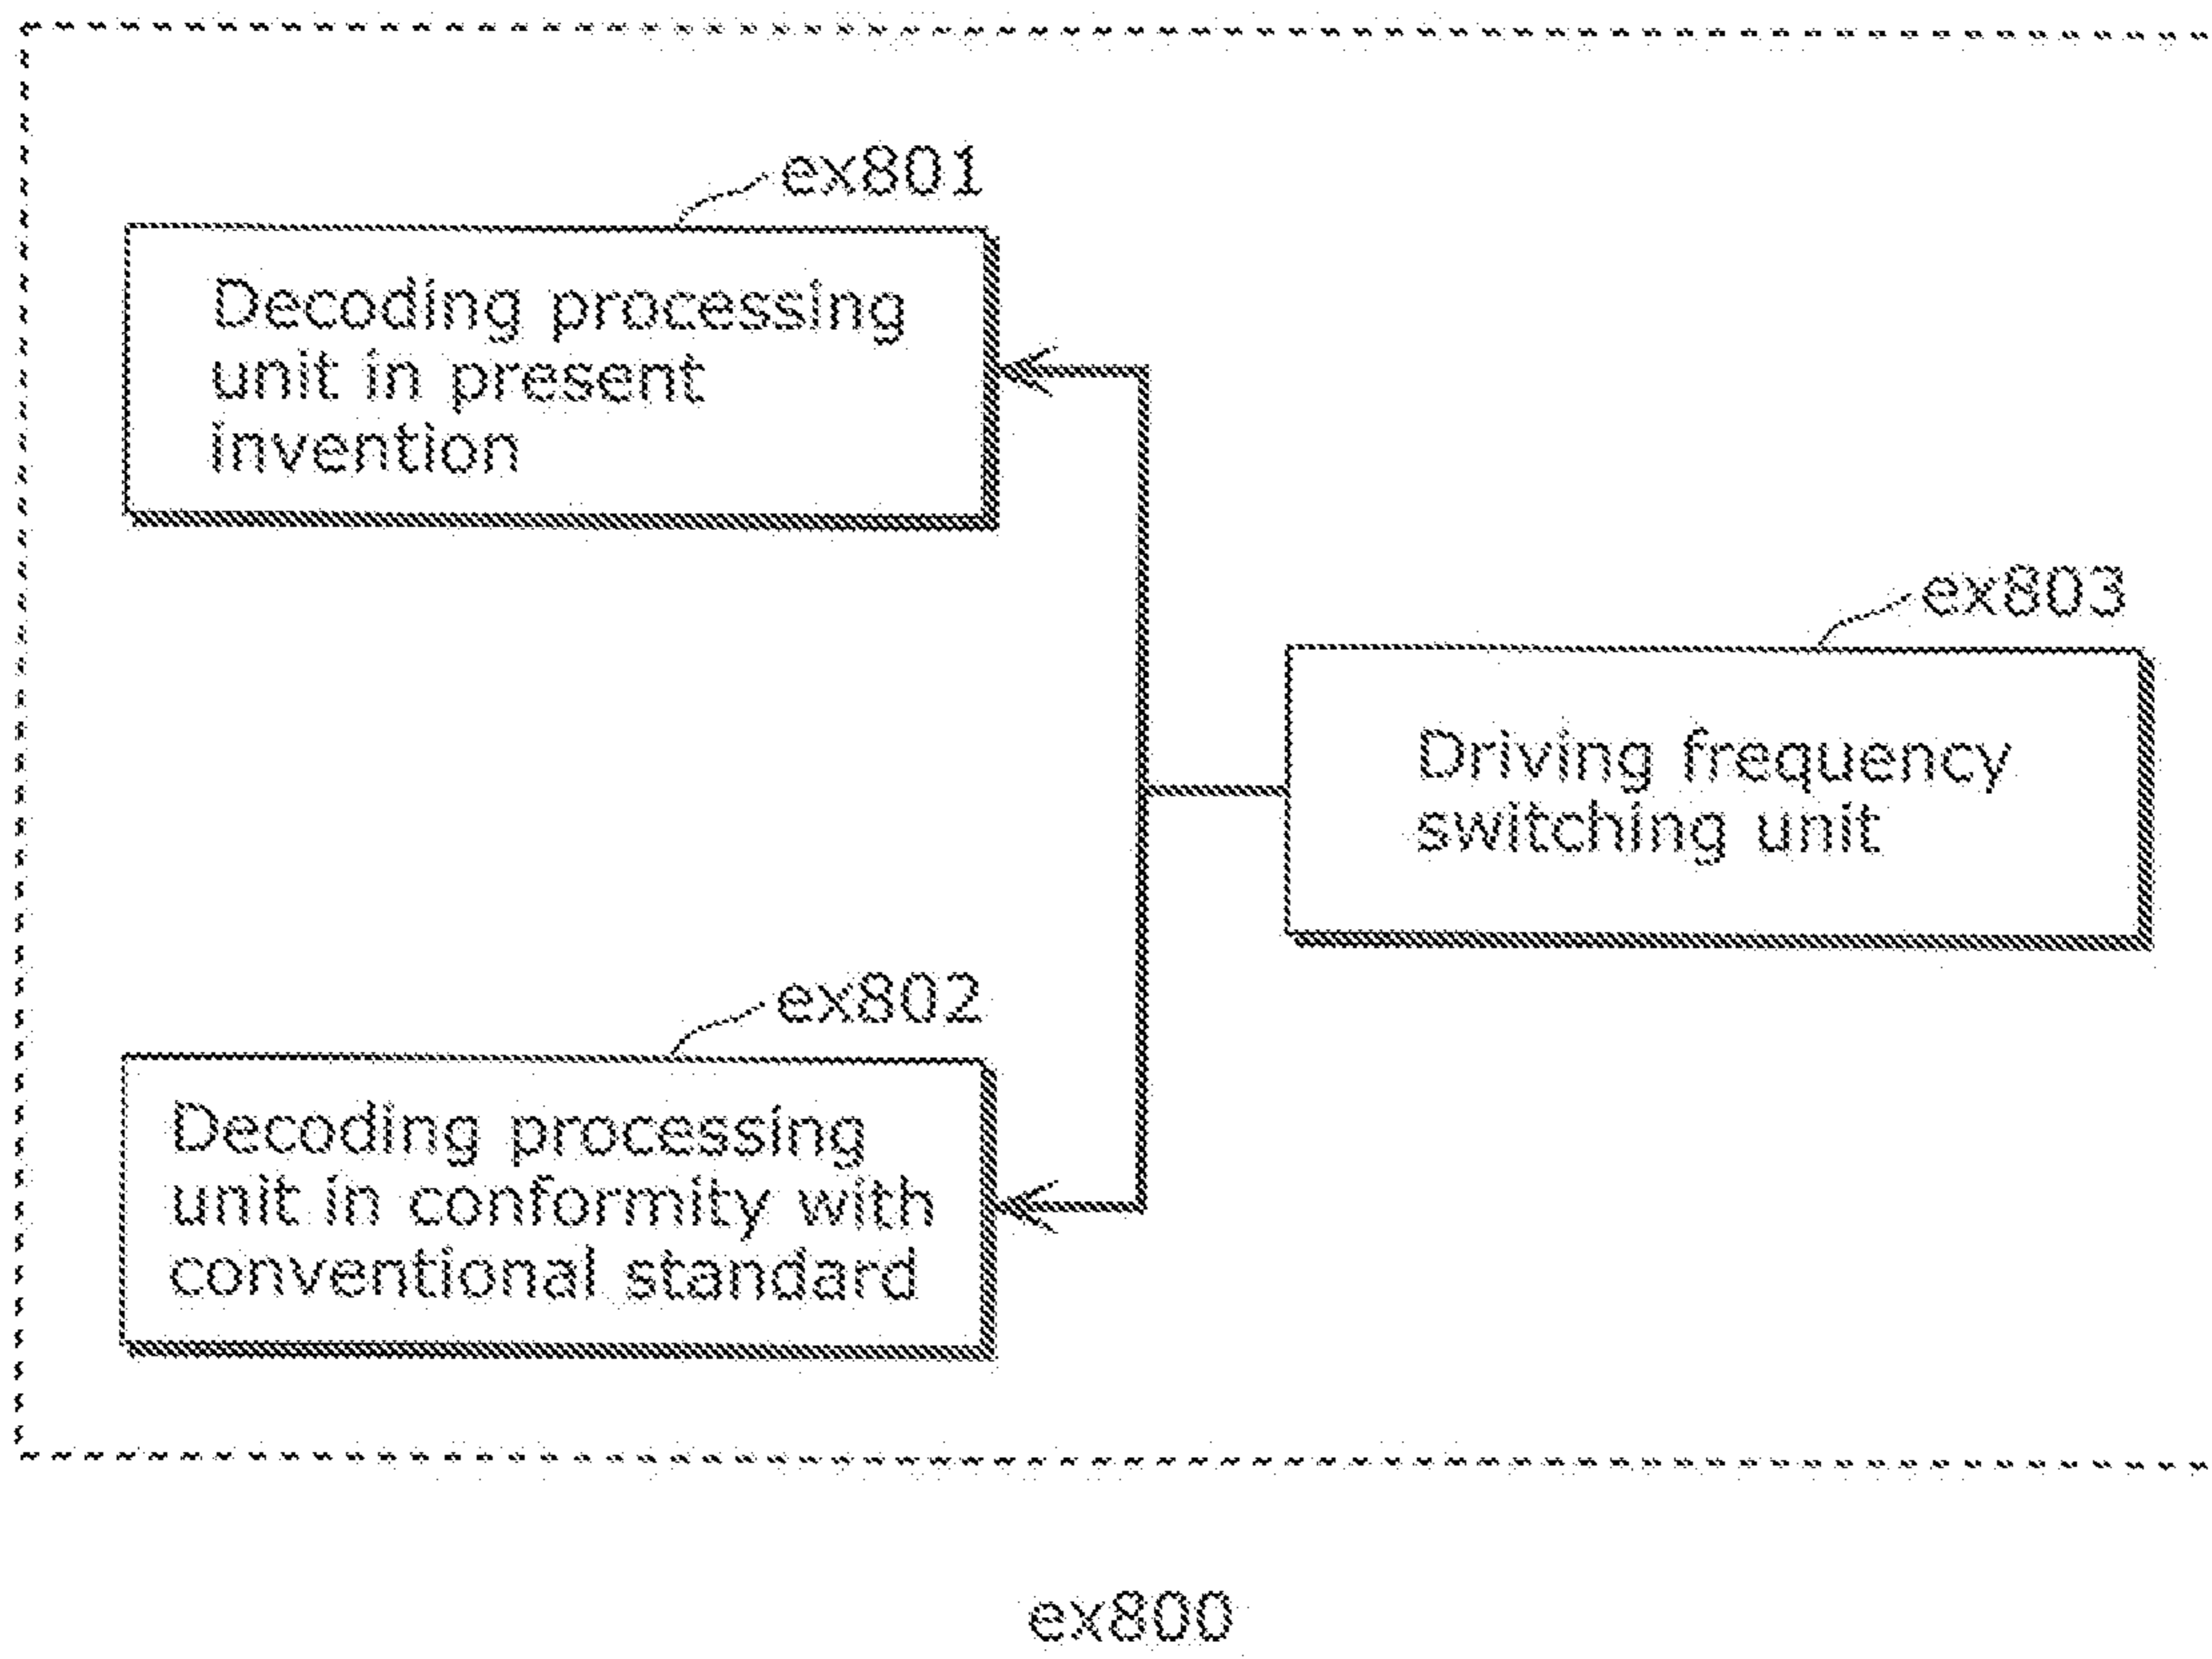 ex801
Decoding processing
unit in present
invention
ex803
Driving frequency
switching unit
ex802
Decoding processing
unit in conformity with
conventional standard
ex800